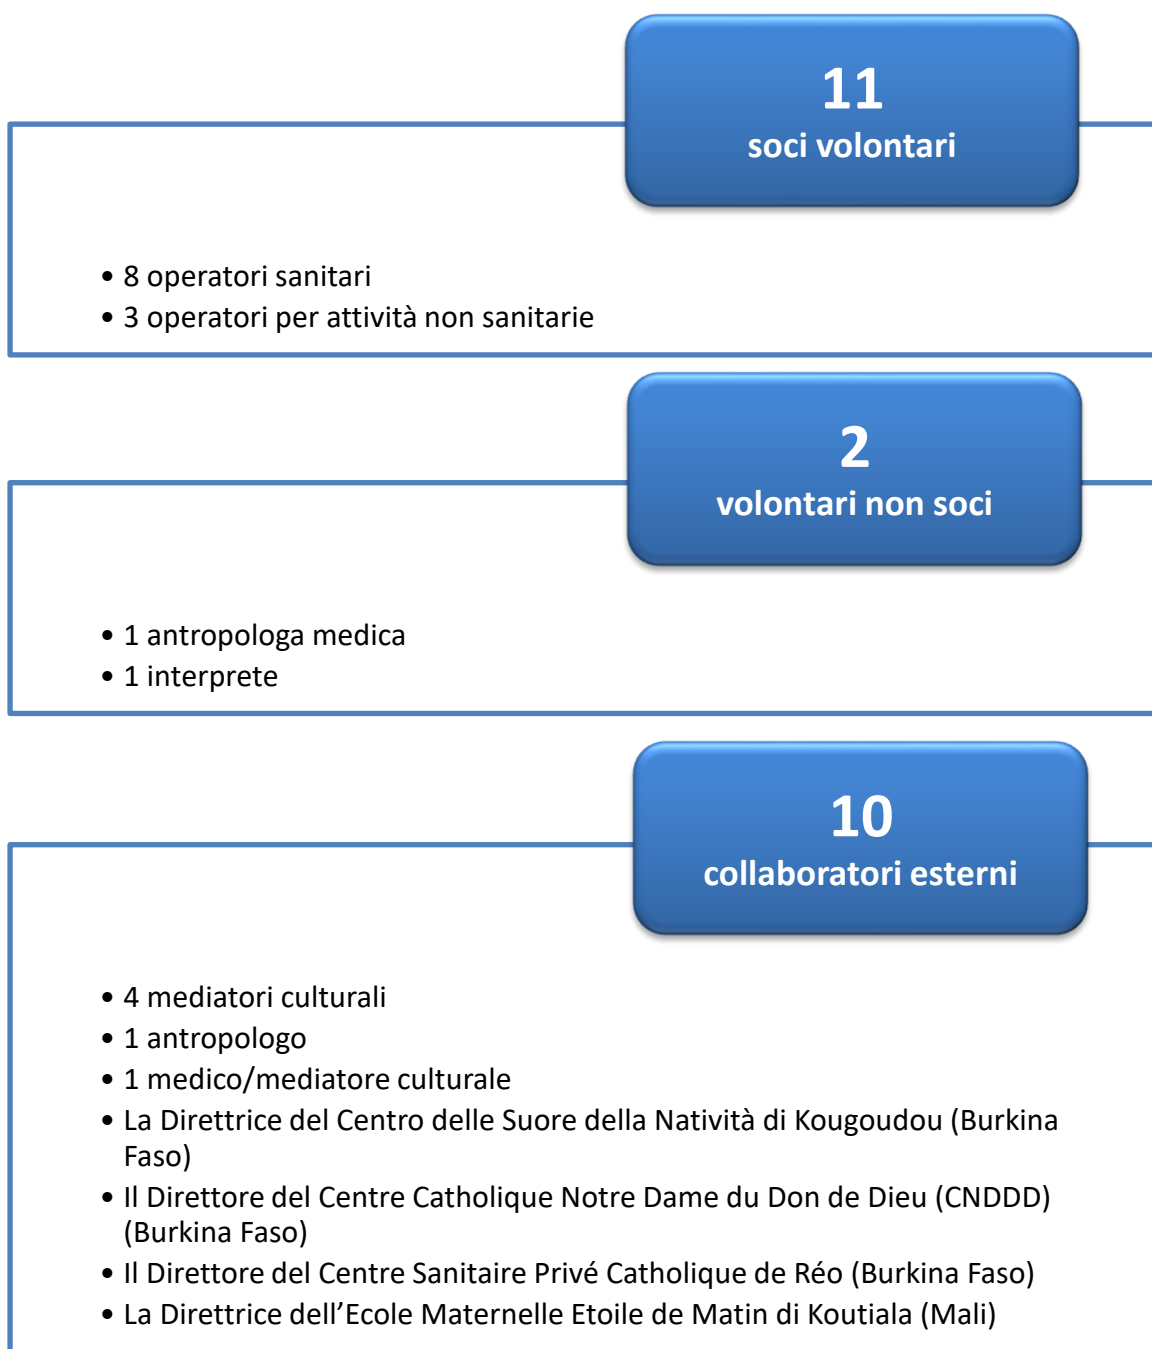 11
soci volontari
• 8 operatori sanitari
• 3 operatori per attività non sanitarie
2
volontari non soci
• 1 antropologa medica
• 1 interprete
10
collaboratori esterni
• 4 mediatori culturali
• 1 antropologo
• 1 medico/mediatore culturale
• La Direttrice del Centro delle Suore della Natività di Kougoudou (Burkina
Faso)
• Il Direttore del Centre Catholique Notre Dame du Don de Dieu (CNDDD)
(Burkina Faso)
• Il Direttore del Centre Sanitaire Privé Catholique de Réo (Burkina Faso)
• La Direttrice dell’Ecole Maternelle Etoile de Matin di Koutiala (Mali)